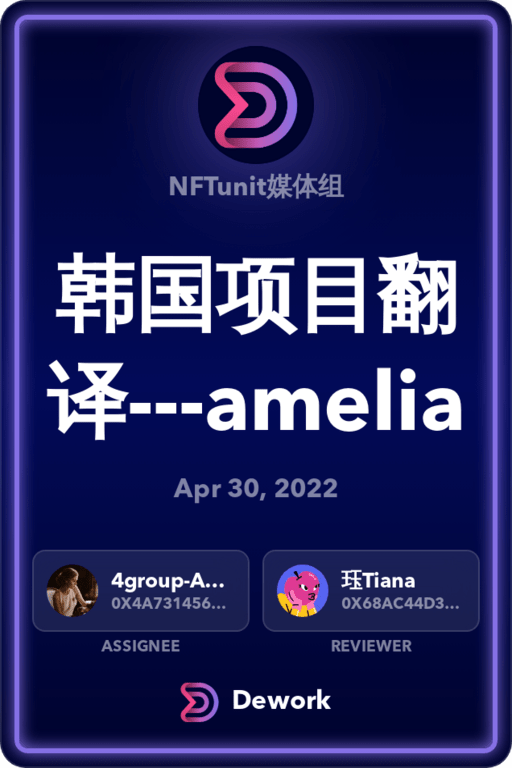 NFTunit媒体组
韩国项目翻
译---amelia
Apr 30, 2022
4group-A...
0X4A731456...
ASSIGNEE
珏Tiana
0X68AC44D3...
REVIEWER
Dework